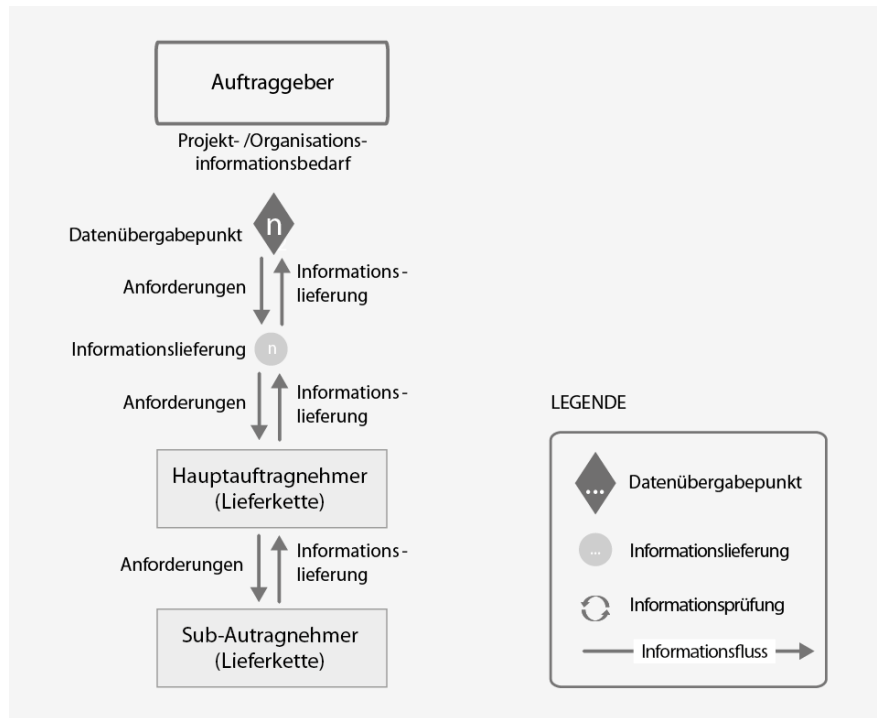 Auftraggeber
Projekt- /Organisations-
informationsbedarf
n
Datenübergabepunkt
Anforderungen
Informations-
lieferung
Informationslieferung
n
Anforderungen
Informations-
lieferung
Hauptauftragnehmer
(Lieferkette)
Anforderungen
Informations-
lieferung
Sub-Autragnehmer
(Lieferkette)
LEGENDE
...
Datenübergabepunkt
...
Informationslieferung
Informationsprüfung
Informationsfluss